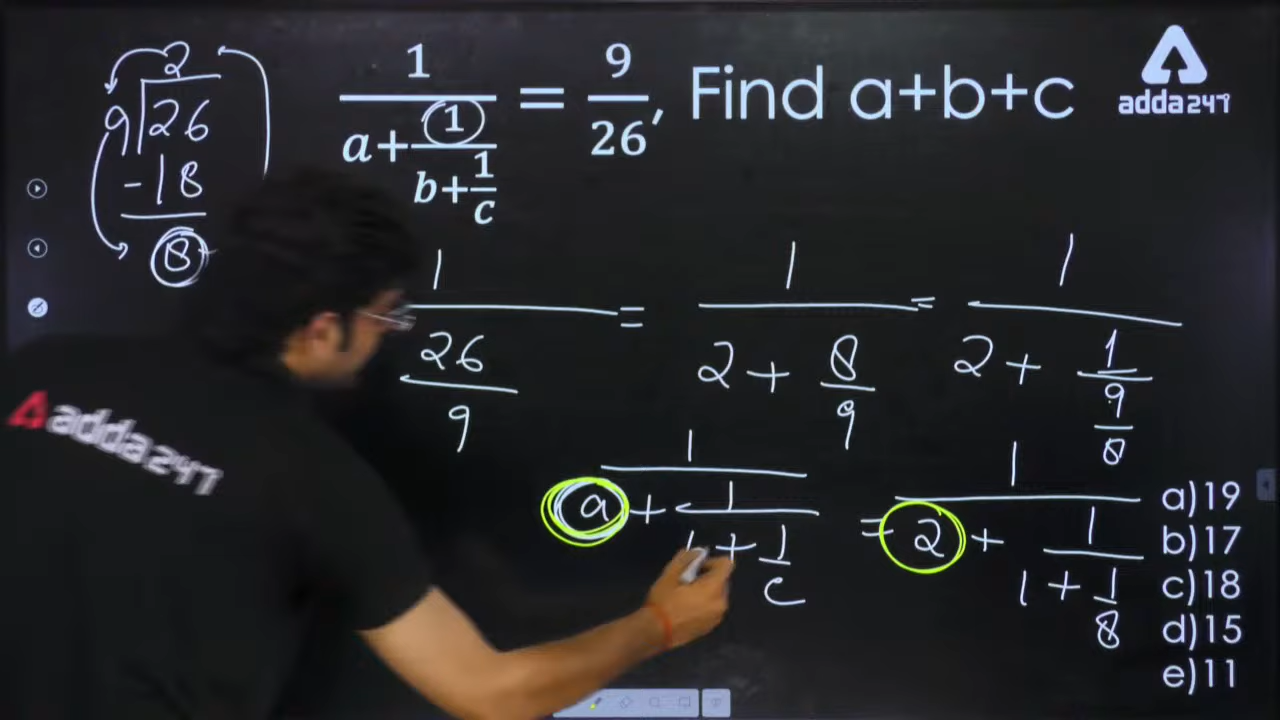 1/(a+1/(b+1/c)) = 9/26, Find a+b+c
adda247
2
9)26
-18
8
1/(26/9) = 1/(2+8/9) = 1/(2+1/(9/8))
1/(a+1/(1+1/c)) = 1/(2+1/(1+1/8))
a)19
b)17
c)18
d)15
e)11
adda247